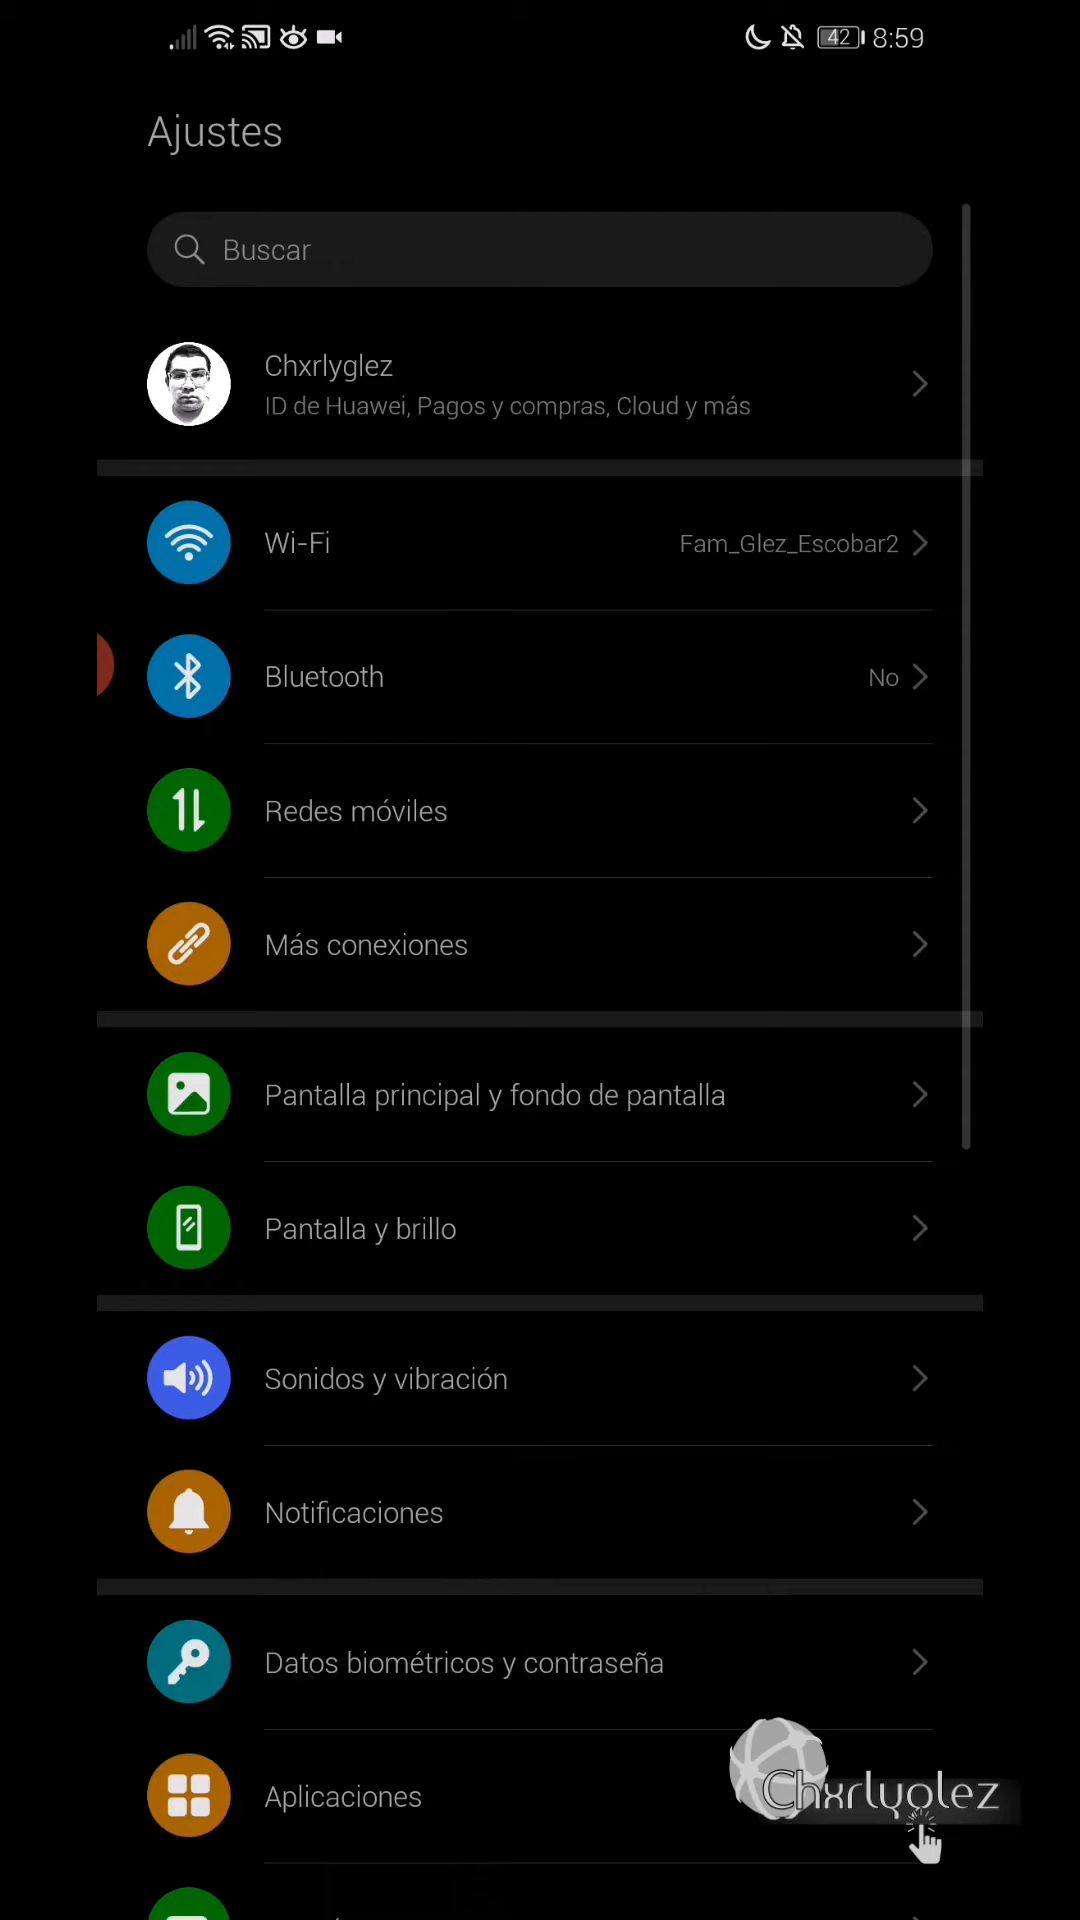 42 8:59
Ajustes
Buscar
Chxrlyglez
ID de Huawei, Pagos y compras, Cloud y más
Wi-Fi Fam_Glez_Escobar2
Bluetooth No
Redes móviles
Más conexiones
Pantalla principal y fondo de pantalla
Pantalla y brillo
Sonidos y vibración
Notificaciones
Datos biométricos y contraseña
Aplicaciones
Chxrlyglez